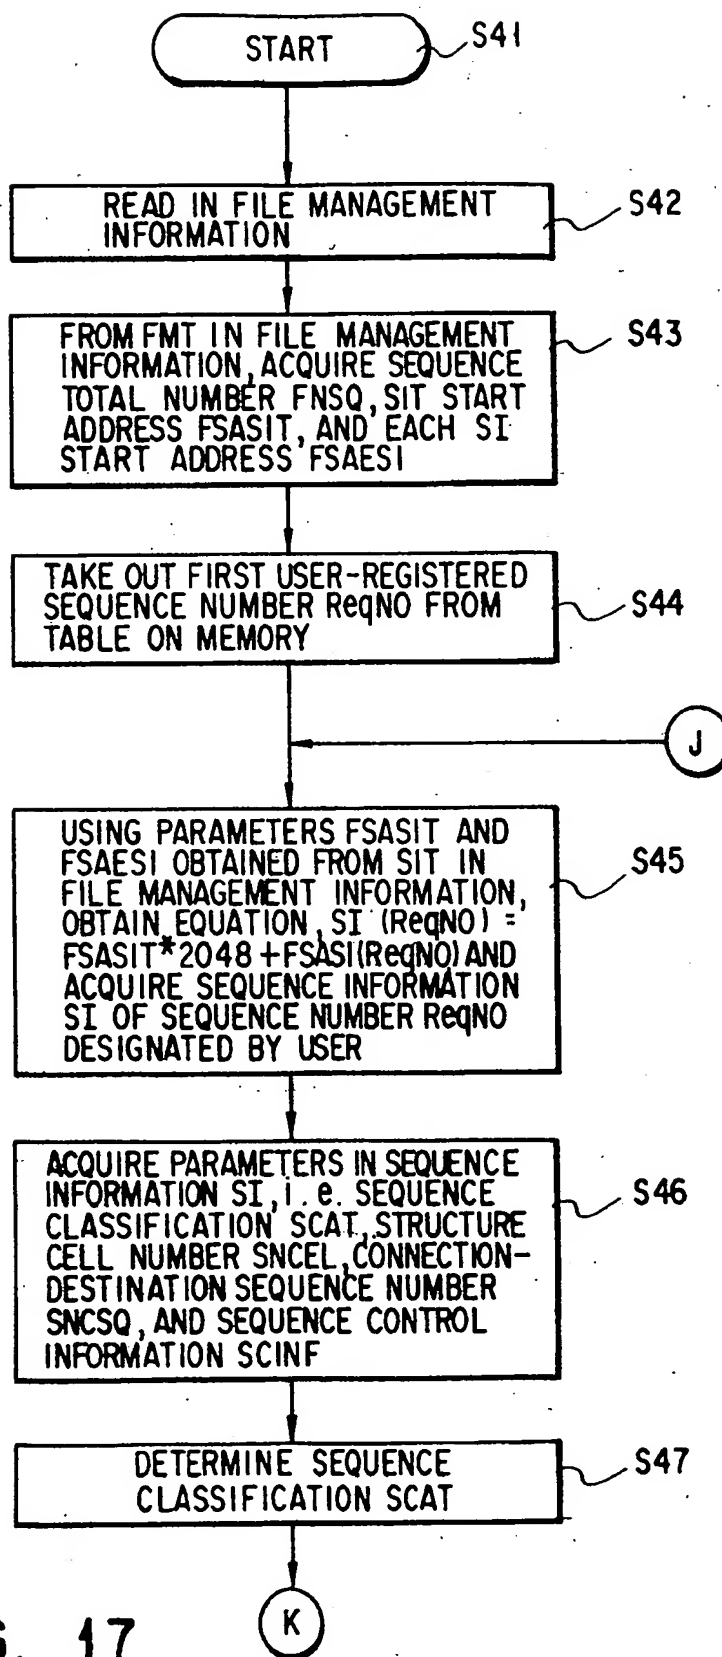 START
S41
READ IN FILE MANAGEMENT
INFORMATION
S42
FROM FMT IN FILE MANAGEMENT
INFORMATION, ACQUIRE SEQUENCE
TOTAL NUMBER FNSQ, SIT START
ADDRESS FSASIT, AND EACH SI
START ADDRESS FSAESI
S43
TAKE OUT FIRST USER-REGISTERED
SEQUENCE NUMBER ReqNO FROM
TABLE ON MEMORY
S44
J
USING PARAMETERS FSASIT AND
FSAESI OBTAINED FROM SIT IN
FILE MANAGEMENT INFORMATION,
OBTAIN EQUATION, SI (ReqNO) =
FSASIT*2048+FSASI(ReqNO) AND
ACQUIRE SEQUENCE INFORMATION
SI OF SEQUENCE NUMBER ReqNO
DESIGNATED BY USER
S45
ACQUIRE PARAMETERS IN SEQUENCE
INFORMATION SI, i.e. SEQUENCE
CLASSIFICATION SCAT, STRUCTURE
CELL NUMBER SNCEL, CONNECTION-
DESTINATION SEQUENCE NUMBER
SNCSQ, AND SEQUENCE CONTROL
INFORMATION SCINF
S46
DETERMINE SEQUENCE
CLASSIFICATION SCAT
S47
K
G. 17